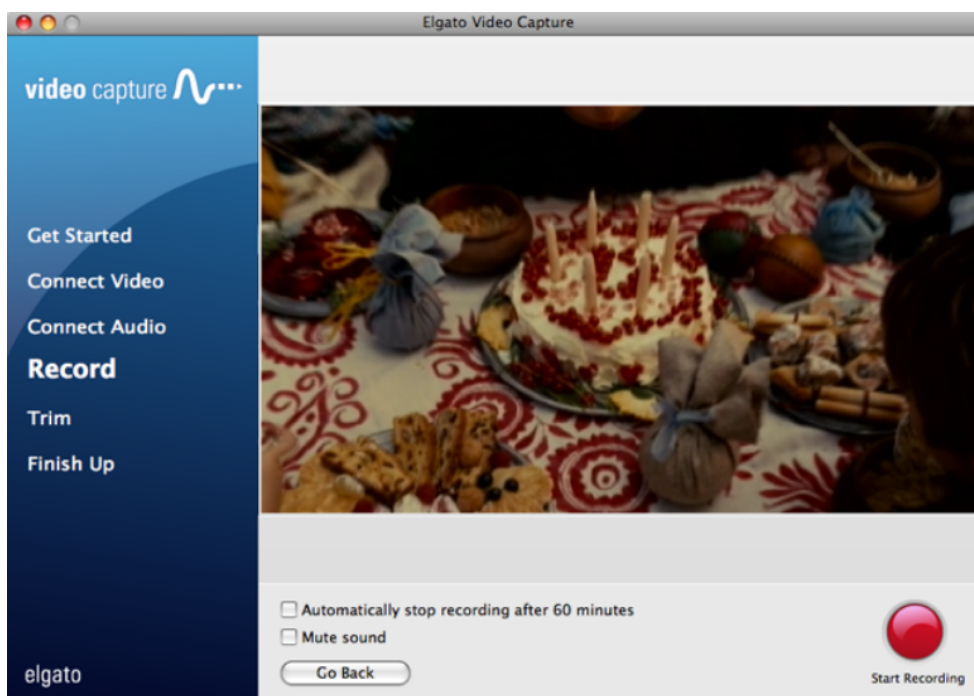 Elgato Video Capture
video capture
Get Started
Connect Video
Connect Audio
Record
Trim
Finish Up
elgato
Automatically stop recording after 60 minutes
Mute sound
Go Back
Start Recording